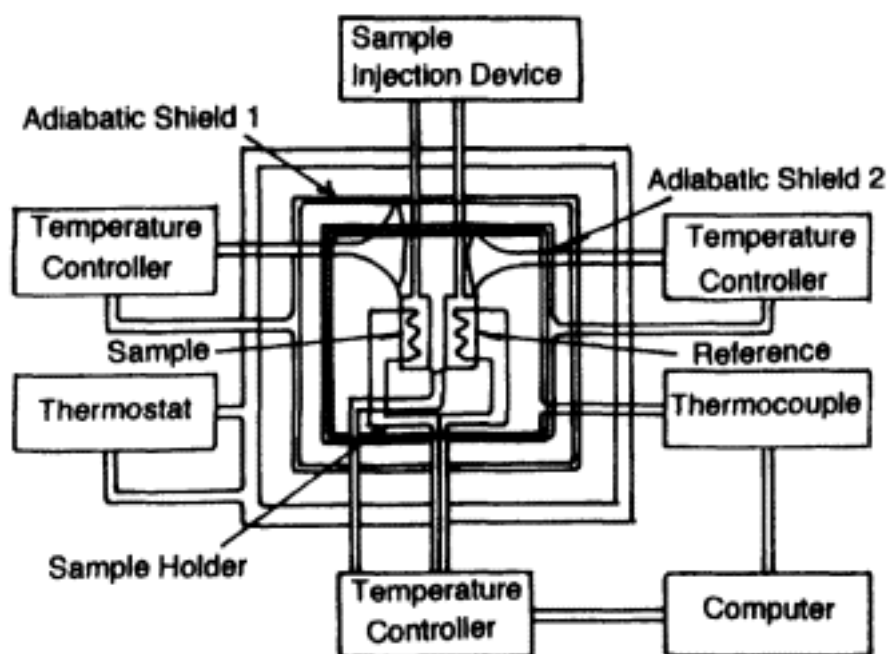 Sample
Injection Device
Adiabatic Shield 1
Adiabatic Shield 2
Temperature
Controller
Temperature
Controller
Sample
Reference
Thermostat
Thermocouple
Sample Holder
Temperature
Controller
Computer